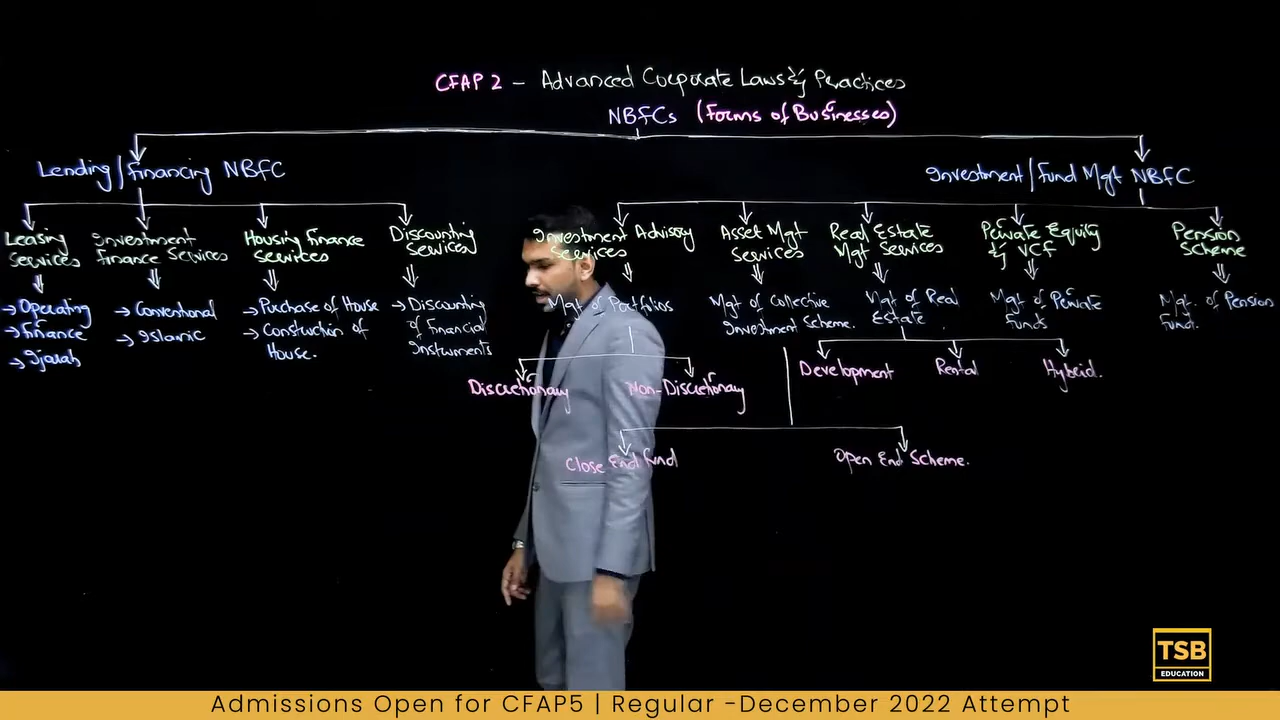 CFAP 2 - Advanced Corporate Laws & Practices
NBFCs (Forms of Businesses)
Lending/Financing NBFC
Investment/Fund Mgt NBFC
Leasing Services
Investment Finance Services
Housing Finance Services
Discounting Services
Investment Advisory Services
Asset Mgt Services
Real Estate Mgt Services
Private Equity & VCF
Pension Scheme
→ Operating
→ Finance
→ Ijarah
→ Conventional
→ Islamic
→ Purchase of House
→ Construction of
House.
→ Discounting
of Financial
Instruments
Mgt of Portfolios
Mgt of Collective
Investment Scheme.
Mgt of Real
Estate
Mgt of Private
Funds
Mgt. of Pension
Fund.
Discretionary
Non-Discretionary
Development
Rental
Hybrid.
Close End Fund
Open End Scheme.
TSB
EDUCATION
Admissions Open for CFAP5 | Regular -December 2022 Attempt